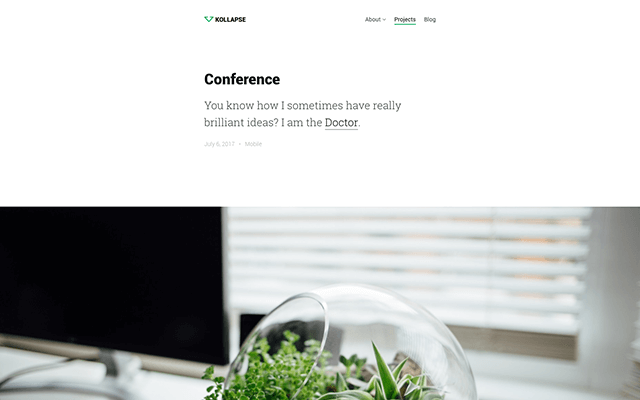 KOLLAPSE
About Projects Blog
Conference
You know how I sometimes have really
brilliant ideas? I am the Doctor.
July 6, 2017 • Mobile